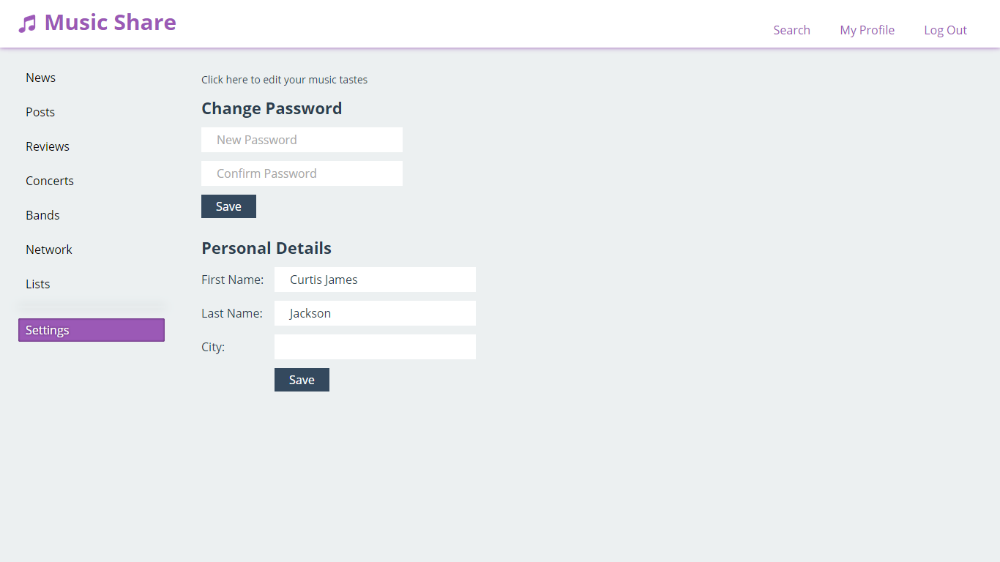 Music Share
Search
My Profile
Log Out
News
Posts
Reviews
Concerts
Bands
Network
Lists
Settings
Click here to edit your music tastes
Change Password
New Password
Confirm Password
Save
Personal Details
First Name: Curtis James
Last Name: Jackson
City:
Save